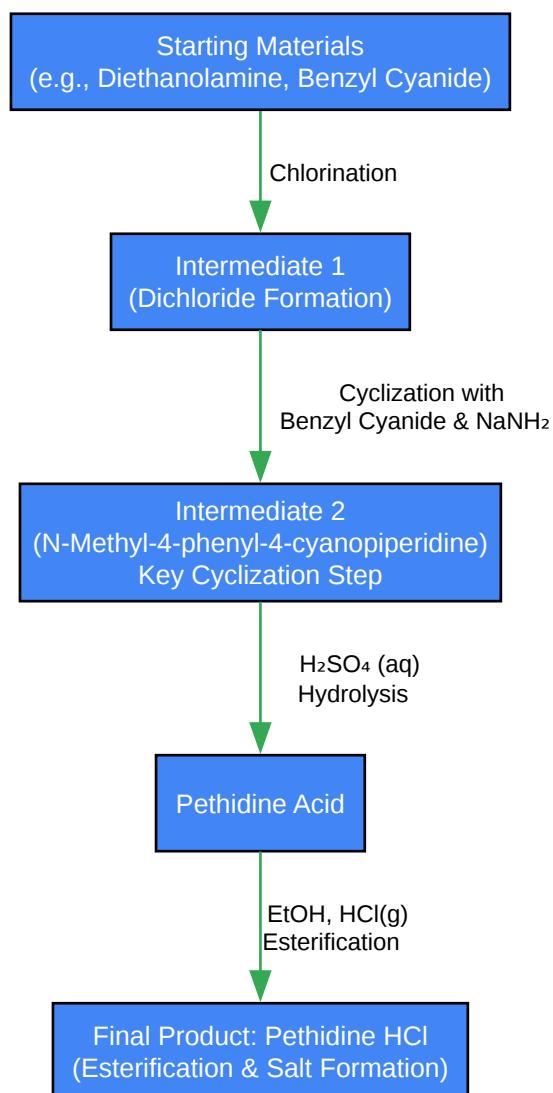 Starting Materials
(e.g., Diethanolamine, Benzyl Cyanide)
Chlorination
Intermediate 1
(Dichloride Formation)
Cyclization with
Benzyl Cyanide & NaNH₂
Intermediate 2
(N-Methyl-4-phenyl-4-cyanopiperidine)
Key Cyclization Step
H₂SO₄ (aq)
Hydrolysis
Pethidine Acid
EtOH, HCl(g)
Esterification
Final Product: Pethidine HCl
(Esterification & Salt Formation)